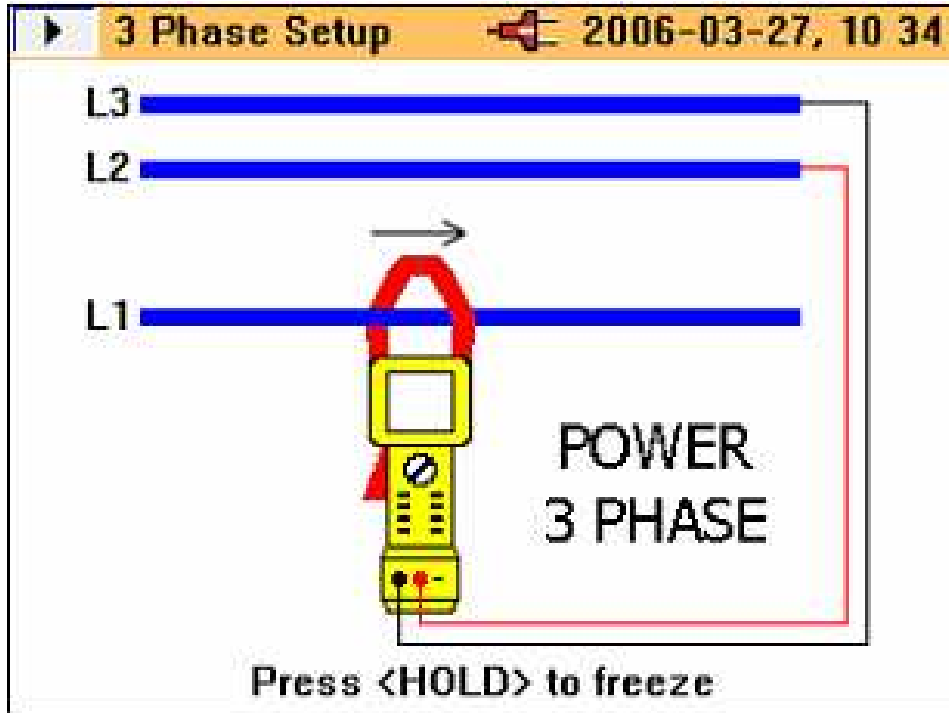 3 Phase Setup 2006-03-27, 10 34
L3
L2
L1
POWER
3 PHASE
Press <HOLD> to freeze